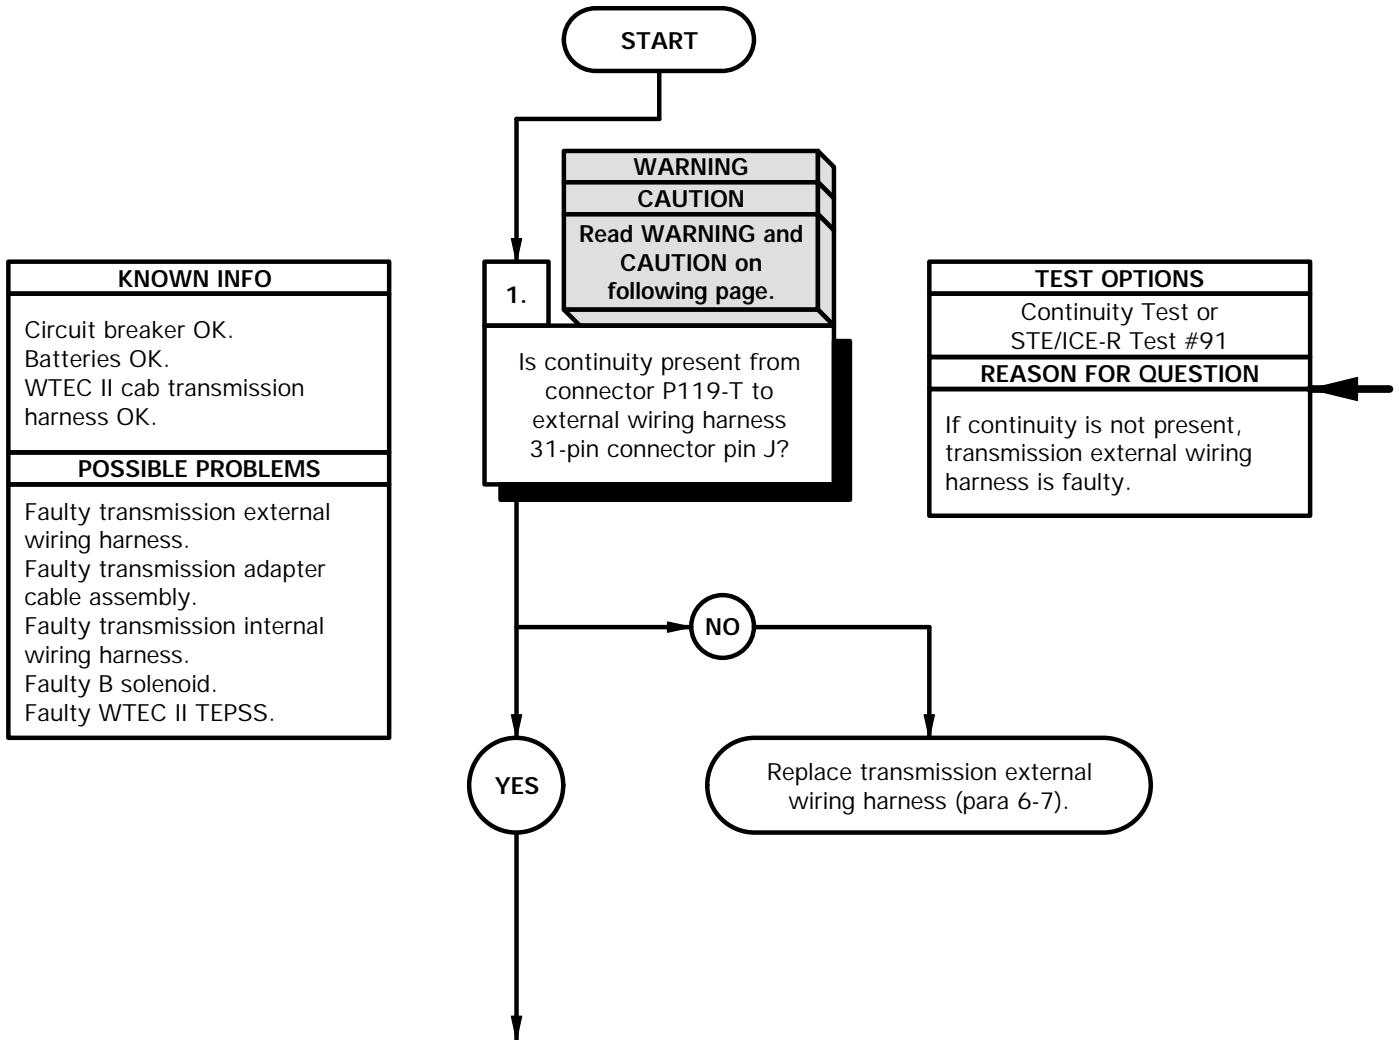 START
WARNING
CAUTION
Read WARNING and
CAUTION on
following page.
KNOWN INFO
Circuit breaker OK.
Batteries OK.
WTEC II cab transmission
harness OK.
POSSIBLE PROBLEMS
Faulty transmission external
wiring harness.
Faulty transmission adapter
cable assembly.
Faulty transmission internal
wiring harness.
Faulty B solenoid.
Faulty WTEC II TEPSS.
1.
Is continuity present from
connector P119-T to
external wiring harness
31-pin connector pin J?
TEST OPTIONS
Continuity Test or
STE/ICE-R Test #91
REASON FOR QUESTION
If continuity is not present,
transmission external wiring
harness is faulty.
NO
YES
Replace transmission external
wiring harness (para 6-7).